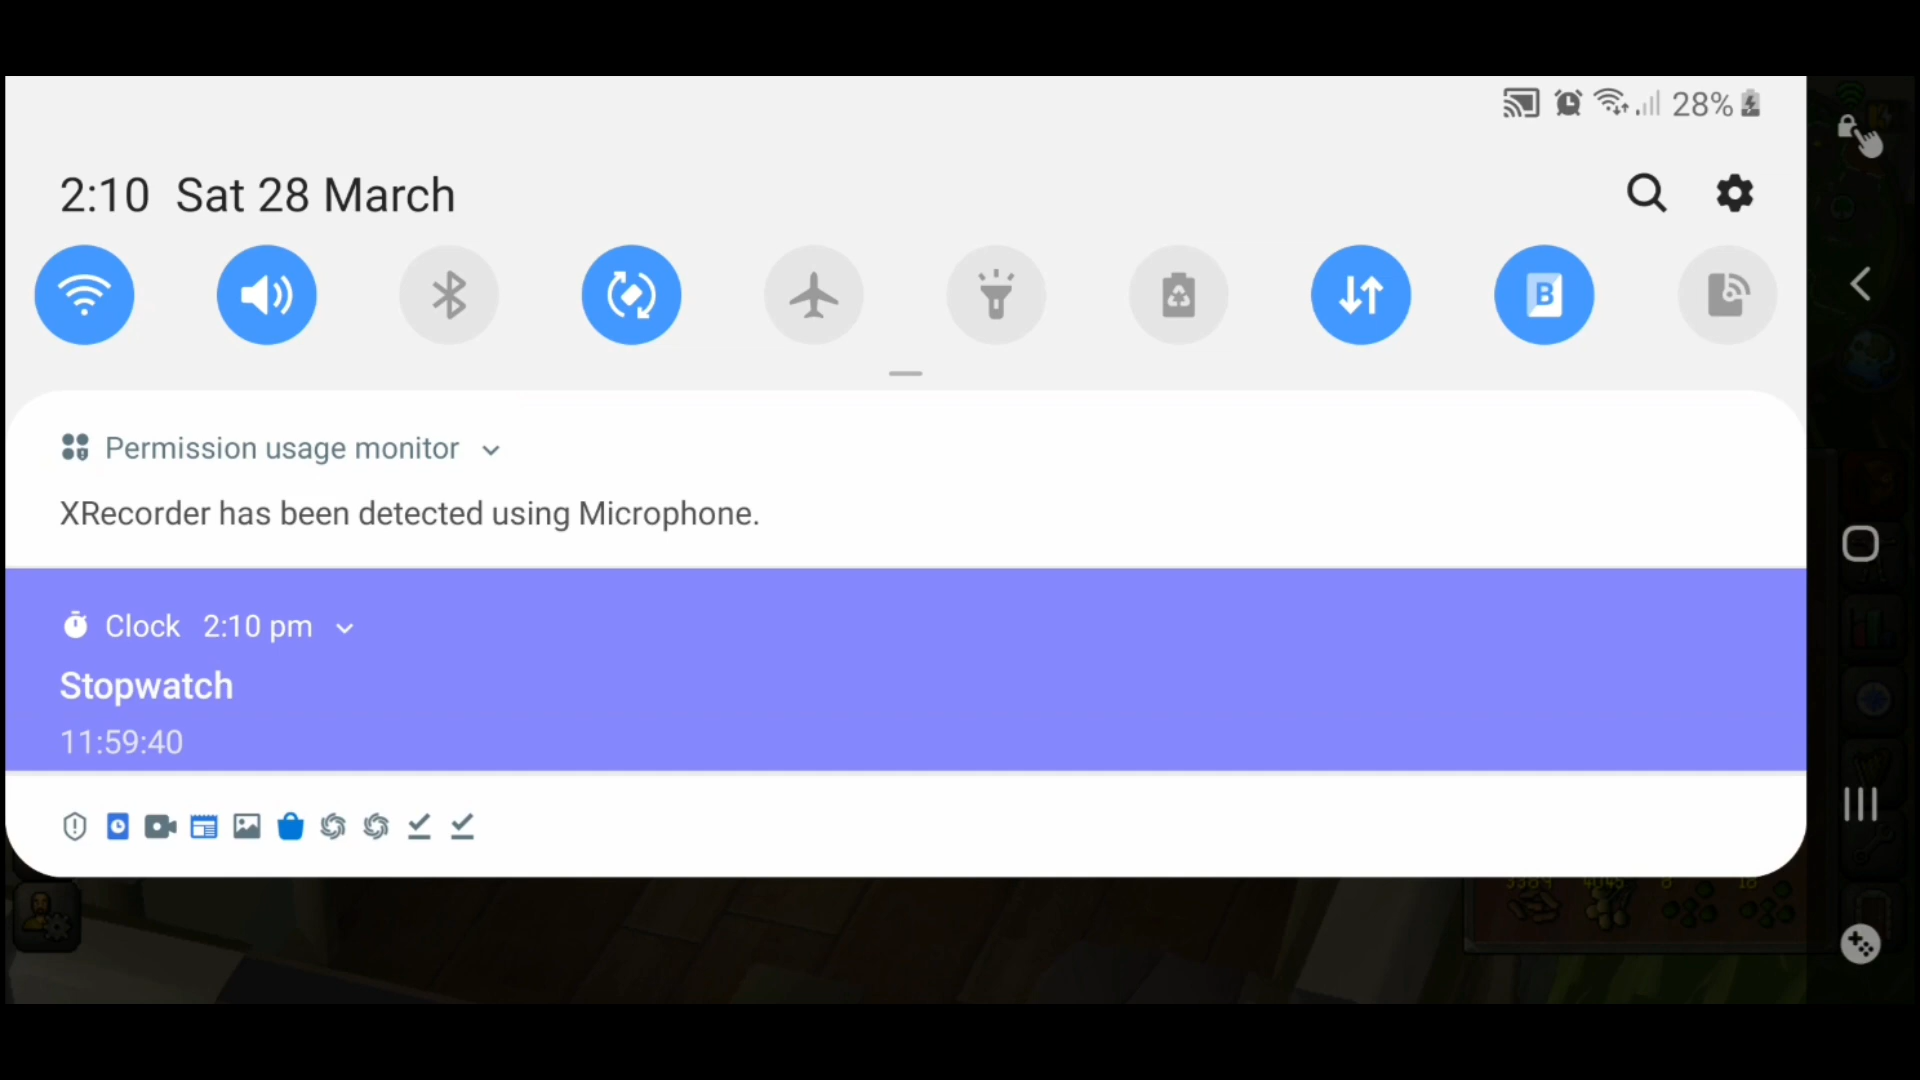 28%
2:10 Sat 28 March
B
Permission usage monitor
XRecorder has been detected using Microphone.
Clock 2:10 pm
Stopwatch
11:59:40